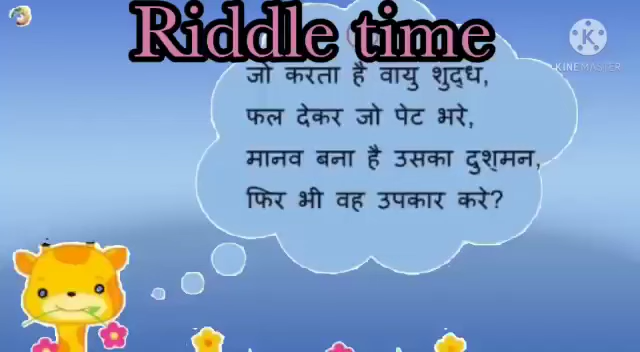 Riddle time
KINEMASTER
जो करता है वायु शुद्ध,
फल देकर जो पेट भरे,
मानव बना है उसका दुश्मन,
फिर भी वह उपकार करे?